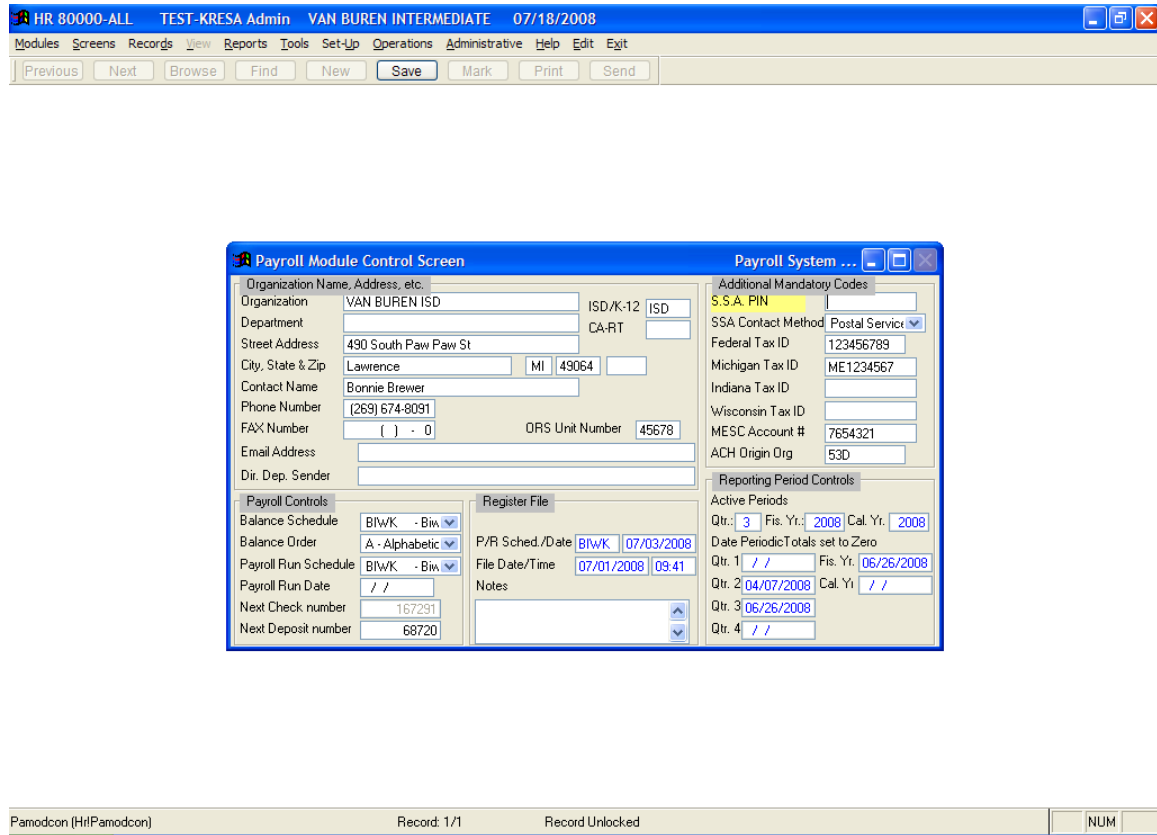 HR 80000-ALL TEST-KRESA Admin VAN BUREN INTERMEDIATE 07/18/2008
Modules Screens Records View Reports Tools Set-Up Operations Administrative Help Edit Exit
Previous Next Browse Find New Save Mark Print Send
Payroll Module Control Screen Payroll System ...
Organization Name, Address, etc.
Organization VAN BUREN ISD ISD/K-12 ISD
Department CA-RT
Street Address 490 South Paw Paw St
City, State & Zip Lawrence MI 49064
Contact Name Bonnie Brewer
Phone Number (269) 674-8091
FAX Number ( ) - 0 ORS Unit Number 45678
Email Address
Dir. Dep. Sender
Additional Mandatory Codes
S.S.A. PIN
SSA Contact Method Postal Service
Federal Tax ID 123456789
Michigan Tax ID ME1234567
Indiana Tax ID
Wisconsin Tax ID
MESC Account # 7654321
ACH Origin Org 53D
Payroll Controls
Balance Schedule BIWK - Biw
Balance Order A - Alphabetic
Payroll Run Schedule BIWK - Biw
Payroll Run Date / /
Next Check number 167291
Next Deposit number 68720
Register File
P/R Sched./Date BIWK 07/03/2008
File Date/Time 07/01/2008 09:41
Notes
Reporting Period Controls
Active Periods
Qtr.: 3 Fis. Yr.: 2008 Cal. Yr. 2008
Date PeriodicTotals set to Zero
Qtr. 1 / / Fis. Yr. 06/26/2008
Qtr. 2 04/07/2008 Cal. Yr / /
Qtr. 3 06/26/2008
Qtr. 4 / /
Pamodcon (Hr!Pamodcon) Record: 1/1 Record Unlocked NUM